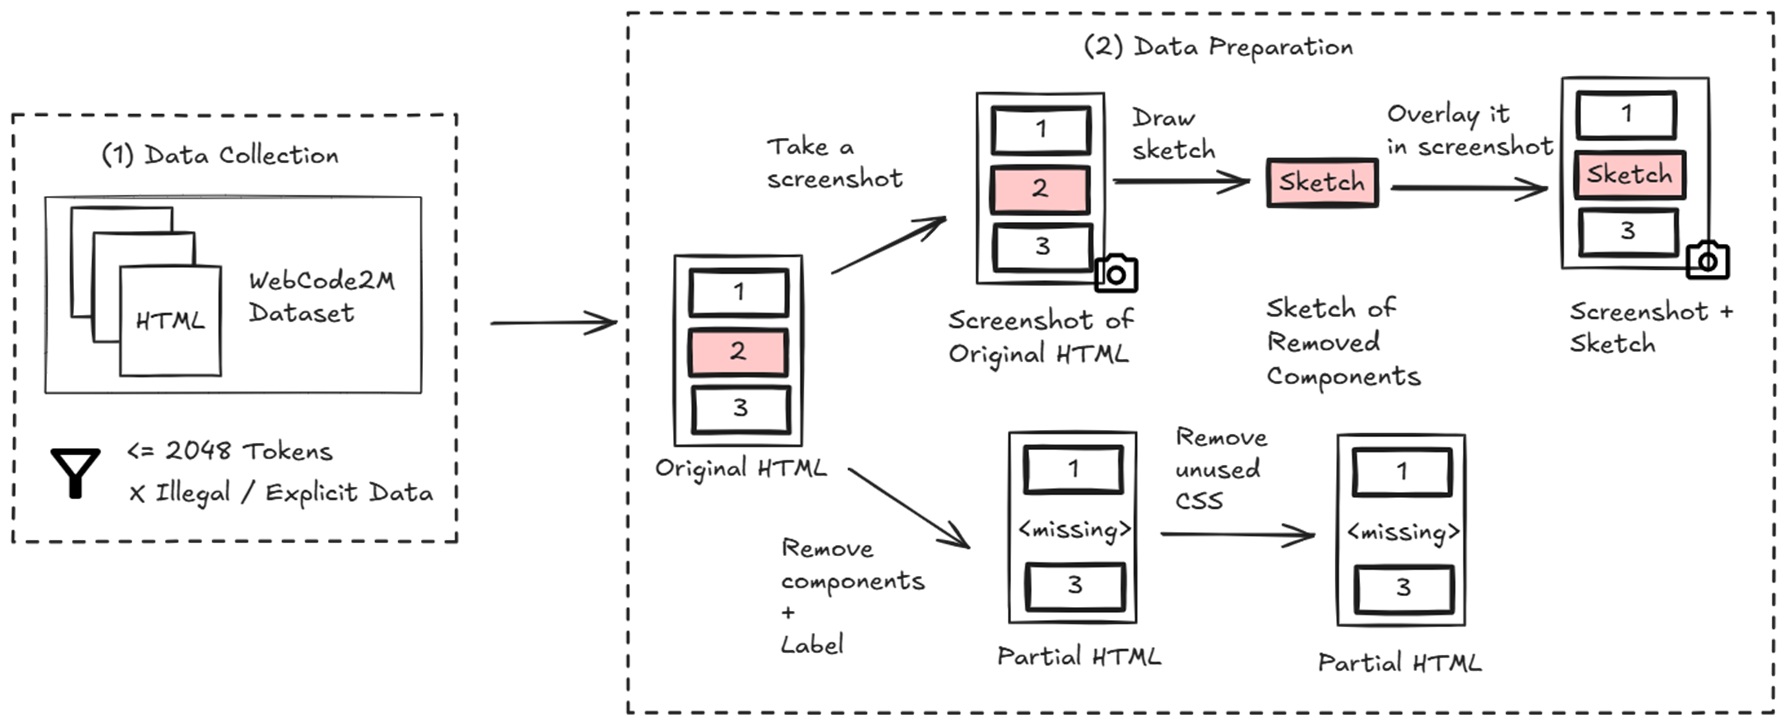 (1) Data Collection
HTML
WebCode2M
Dataset
<= 2048 Tokens
X Illegal / Explicit Data
(2) Data Preparation
1
2
3
Original HTML
Take a
screenshot
1
2
3
Screenshot of
Original HTML
Draw
sketch
Sketch
Sketch of
Removed
Components
Overlay it
in screenshot
1
Sketch
3
Screenshot +
Sketch
Remove
components
+
Label
1
<missing>
3
Partial HTML
Remove
unused
CSS
1
<missing>
3
Partial HTML